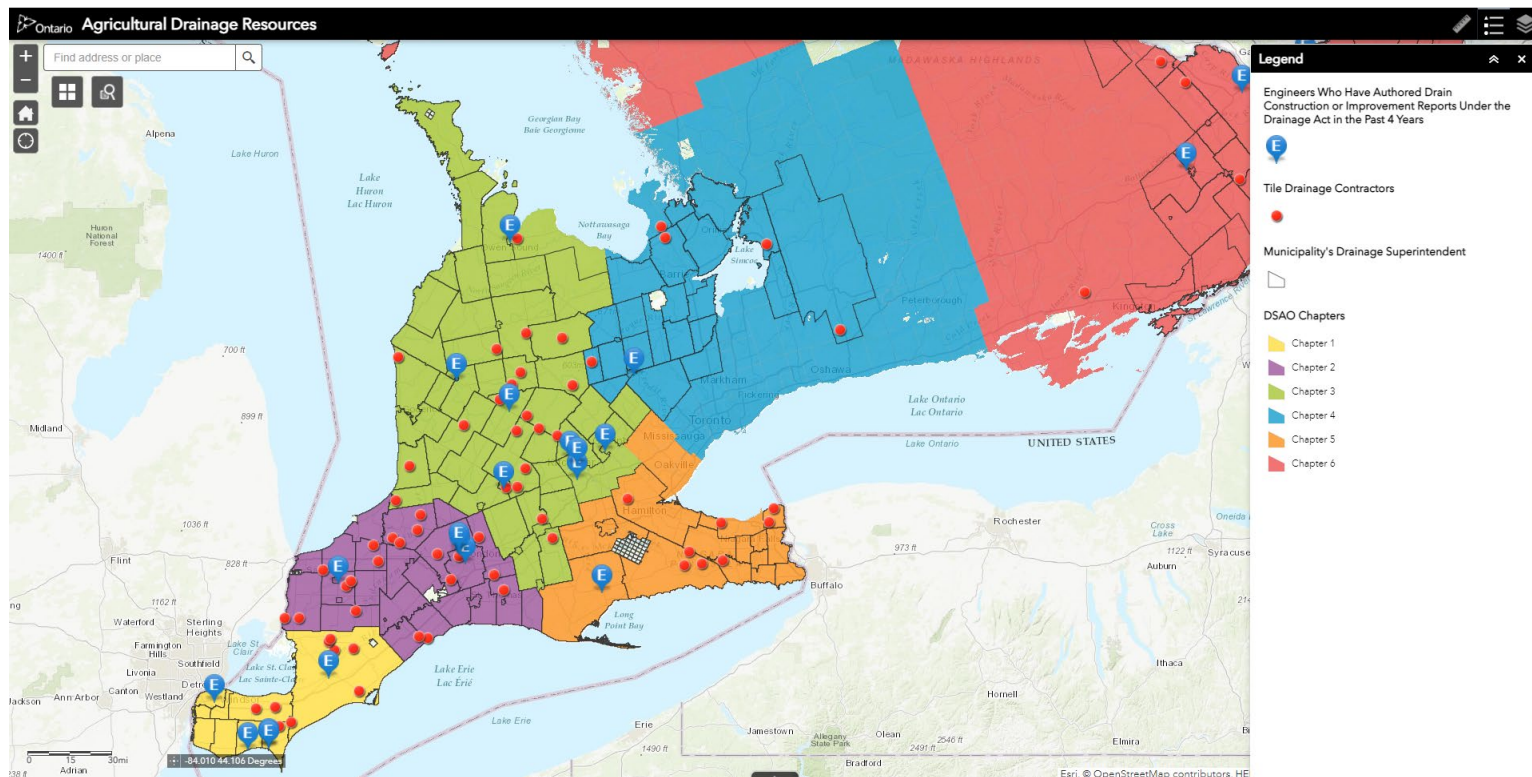 Ontario Agricultural Drainage Resources
Find address or place
Legend
Engineers Who Have Authored Drain
Construction or Improvement Reports Under the
Drainage Act in the Past 4 Years
E
Tile Drainage Contractors
Municipality's Drainage Superintendent
DSAO Chapters
Chapter 1
Chapter 2
Chapter 3
Chapter 4
Chapter 5
Chapter 6
MADAWASKA HIGHLANDS
Georgian Bay
Baie Georgienne
Alpena
Lake Huron
Lake
Huron
Lac Huron
Huron
National
Forest
1400 ft
Nottawasaga
Bay
Lake
Simcoe
Peterborough
Kingston
700 ft
Oshawa
Markham
Pickering
Toronto
Mississauga
Oakville
Hamilton
Lake Ontario
Lac Ontario
Lake Ontario
UNITED STATES
899 ft
Midland
1036 ft
Flint
828 ft
1162 ft
Waterford
Sterling
Heights
Farmington
Hills
Southfield
Livonia
Ann Arbor
Canton
Westland
Jackson
Lake St.
Clair
Rochester
973 ft
Oneida
Cross
Lake
1122 ft
Syracuse
Auburn
Buffalo
Long
Point Bay
Lake Erie
Lac Érié
Ithaca
Hornell
Lake Erie
Erie
1490 ft
Jamestown
Allegany
State Park
Olean
2546 ft
2491 ft
Elmira
Bradford
0 15 30mi
Adrian
-84.010 44.106 Degrees
Esri, © OpenStreetMap contributors, HE